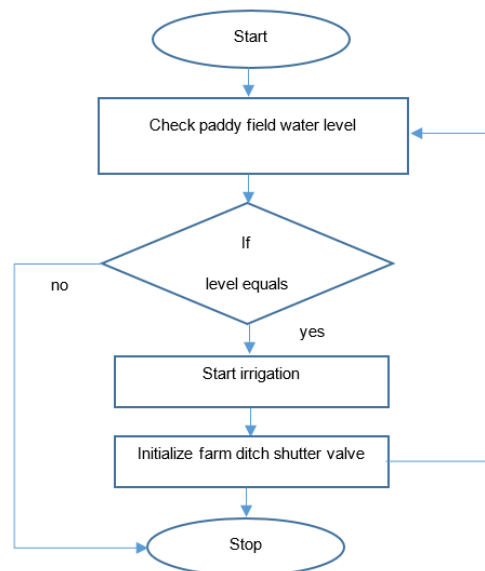 Start
Check paddy field water level
If
level equals
no
yes
Start irrigation
Initialize farm ditch shutter valve
Stop